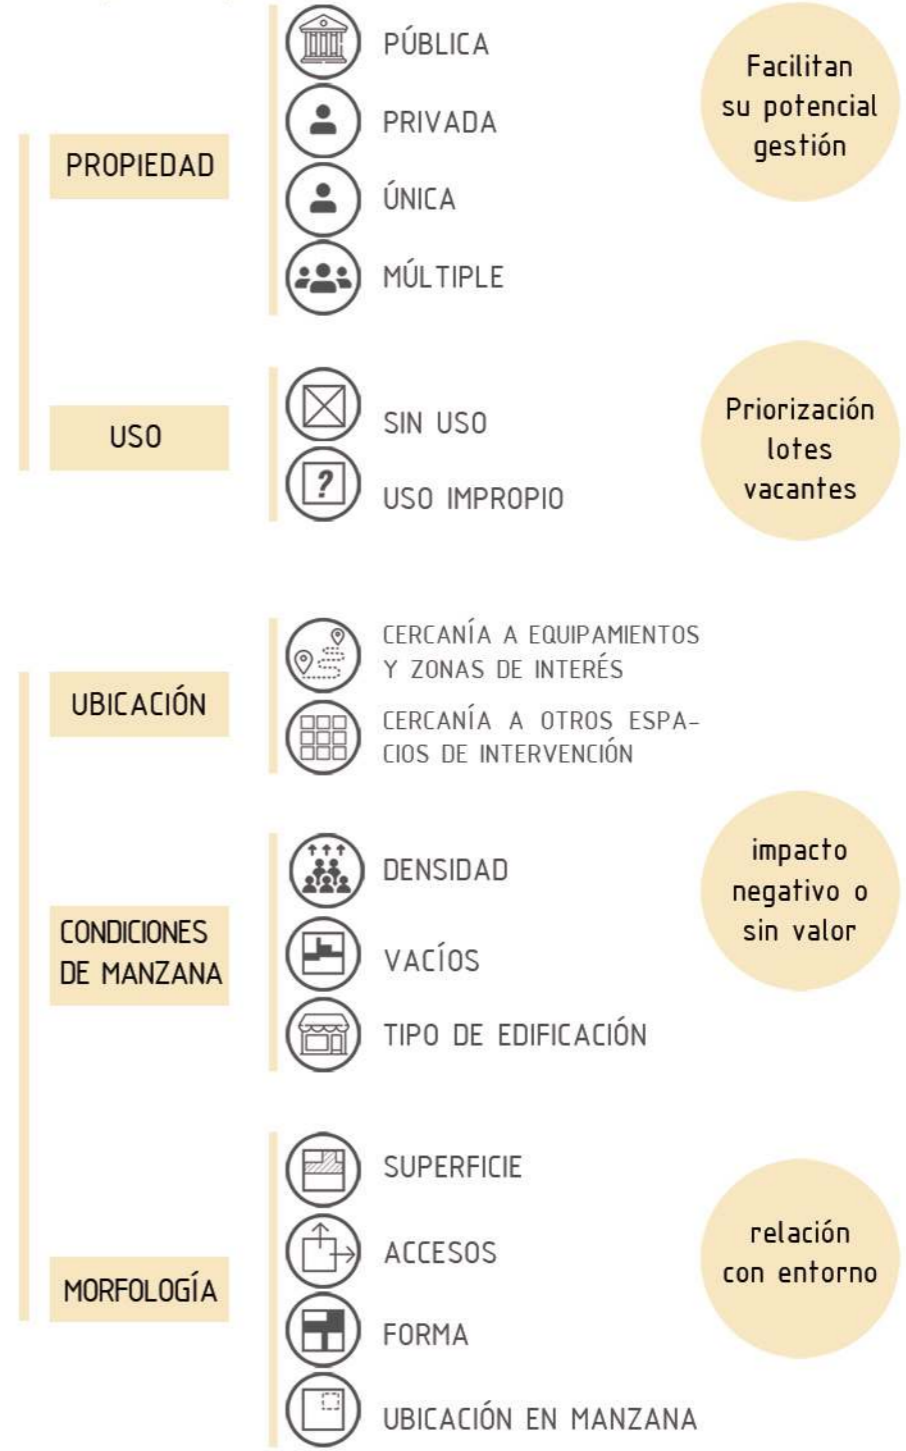 PROPIEDAD
PÚBLICA
PRIVADA
ÚNICA
MÚLTIPLE
Facilitan
su potencial
gestión
USO
SIN USO
?
USO IMPROPIO
Priorización
lotes
vacantes
UBICACIÓN
CERCANÍA A EQUIPAMIENTOS
Y ZONAS DE INTERÉS
CERCANÍA A OTROS ESPA-
CIOS DE INTERVENCIÓN
CONDICIONES
DE MANZANA
DENSIDAD
VACÍOS
TIPO DE EDIFICACIÓN
impacto
negativo o
sin valor
MORFOLOGÍA
SUPERFICIE
ACCESOS
FORMA
UBICACIÓN EN MANZANA
relación
con entorno